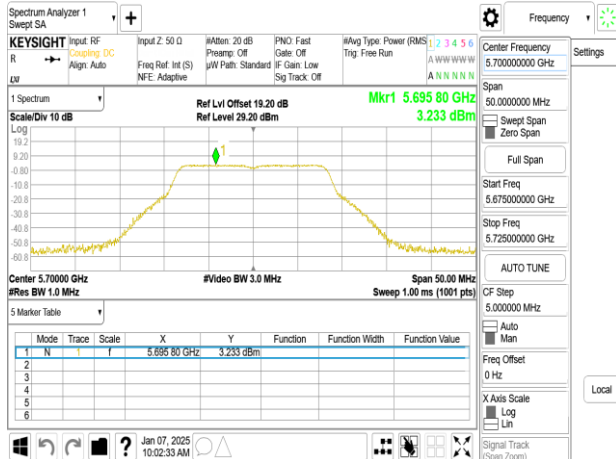 Spectrum Analyzer 1
Swept SA
KEYSIGHT
Input: RF
Coupling: DC
Align: Auto
Input Z: 50 Ω
Freq Ref: Int (S)
NFE: Adaptive
#Atten: 20 dB
Preamp: Off
µW Path: Standard
PNO: Fast
Gate: Off
IF Gain: Low
Sig Track: Off
#Avg Type: Power (RMS
Trig: Free Run
1 2 3 4 5 6
A W W W W W
A N N N N N
R
LXI
1 Spectrum
Scale/Div 10 dB
Ref Lvl Offset 19.20 dB
Ref Level 29.20 dBm
Mkr1 5.695 80 GHz
3.233 dBm
Log
19.2
9.20
-0.80
-10.8
-20.8
-30.8
-40.8
-50.8
-60.8
1
Center 5.70000 GHz
#Video BW 3.0 MHz
Span 50.00 MHz
#Res BW 1.0 MHz
Sweep 1.00 ms (1001 pts)
5 Marker Table
Mode Trace Scale X Y Function Function Width Function Value
1 N 1 f 5.695 80 GHz 3.233 dBm
2
3
4
5
6
Jan 07, 2025
10:02:33 AM
Frequency
Center Frequency
5.700000000 GHz
Settings
Span
50.0000000 MHz
Swept Span
Zero Span
Full Span
Start Freq
5.675000000 GHz
Stop Freq
5.725000000 GHz
AUTO TUNE
CF Step
5.000000 MHz
Auto
Man
Freq Offset
0 Hz
X Axis Scale
Log
Lin
Local
Signal Track
(Span Zoom)